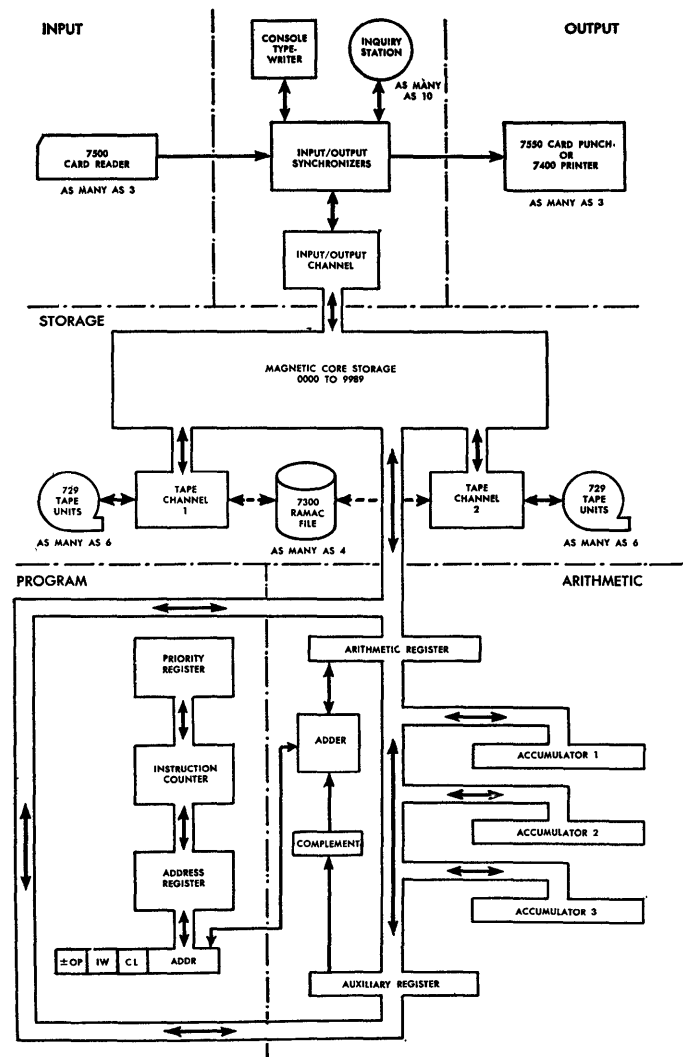 INPUT
OUTPUT
CONSOLE
TYPE-
WRITER
INQUIRY
STATION
AS MANY
AS 10
7500
CARD READER
AS MANY AS 3
INPUT/OUTPUT
SYNCHRONIZERS
7550 CARD PUNCH-
OR
7400 PRINTER
AS MANY AS 3
INPUT/OUTPUT
CHANNEL
STORAGE
MAGNETIC CORE STORAGE
0000 TO 9989
729
TAPE
UNITS
AS MANY AS 6
TAPE
CHANNEL
1
7300
RAMAC
FILE
AS MANY AS 4
TAPE
CHANNEL
2
729
TAPE
UNITS
AS MANY AS 6
PROGRAM
ARITHMETIC
PRIORITY
REGISTER
ARITHMETIC REGISTER
ADDER
INSTRUCTION
COUNTER
ACCUMULATOR 1
COMPLEMENT
ACCUMULATOR 2
ADDRESS
REGISTER
ACCUMULATOR 3
±OP IW CL ADDR
AUXILIARY REGISTER